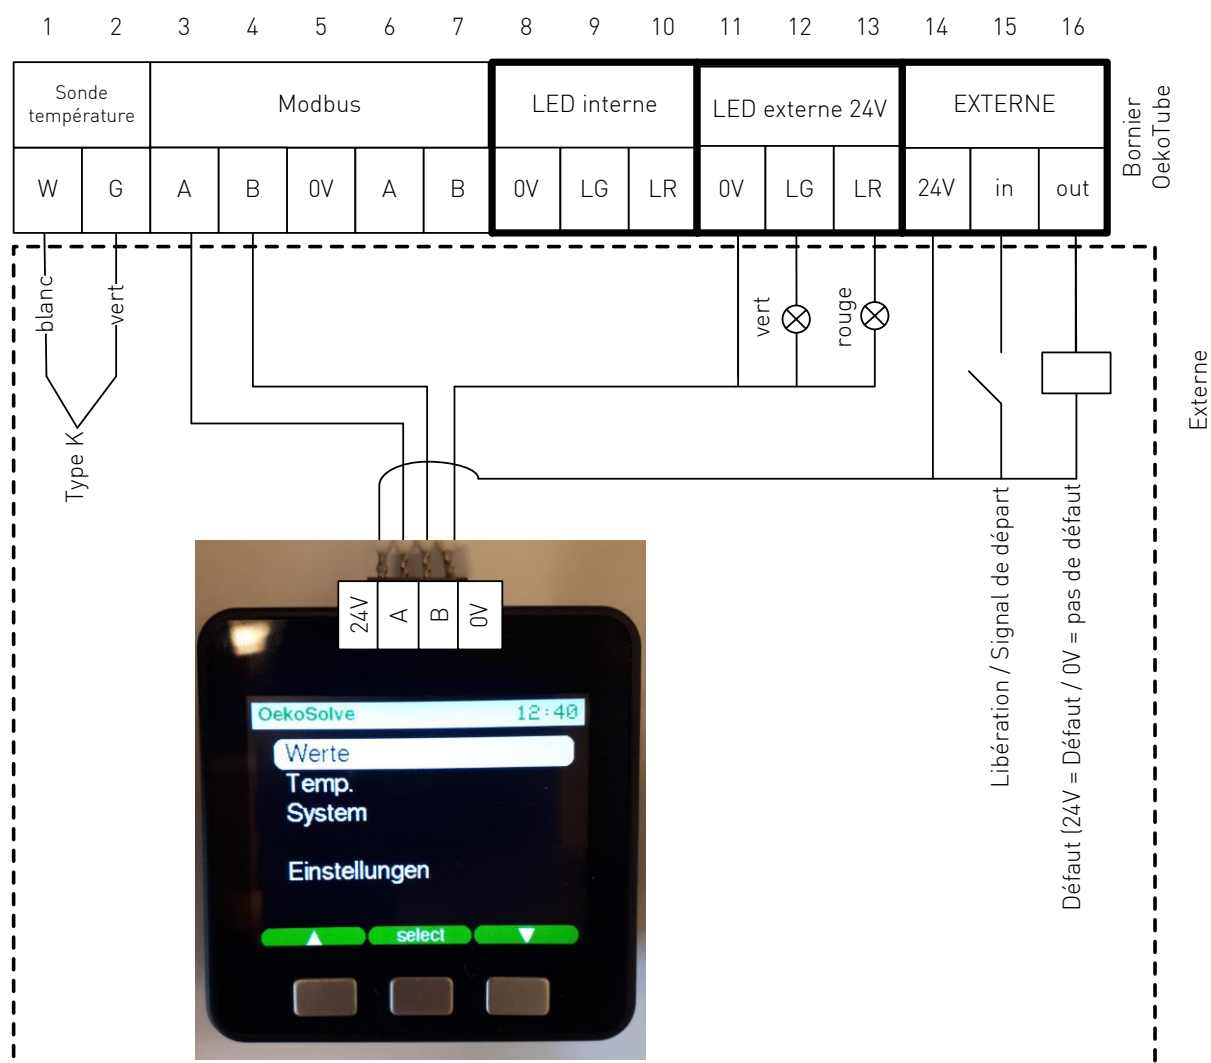 1 2 3 4 5 6 7 8 9 10 11 12 13 14 15 16
Sonde
température
Modbus
LED interne
LED externe 24V
EXTERNE
Bornier
OekoTube
W G A B 0V A B 0V LG LR 0V LG LR 24V in out
blanc
vert
vert
rouge
Externe
Type K
Libération / Signal de départ
Défaut (24V = Défaut / 0V = pas de défaut
24V A B 0V
OekoSolve 12:40
Werte
Temp.
System
Einstellungen
select